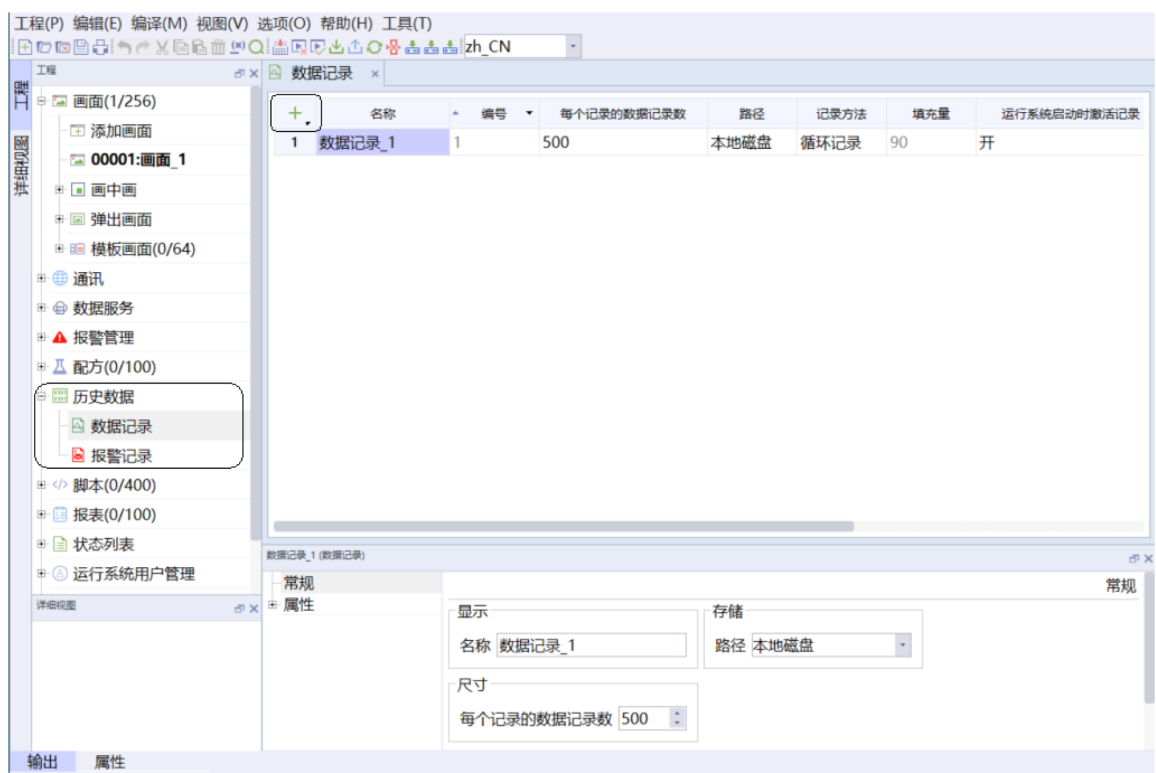 工程(P) 编辑(E) 编译(M) 视图(V) 选项(O) 帮助(H) 工具(T)
zh_CN
工程
详细视图
工程
画面(1/256)
添加画面
00001:画面_1
画中画
弹出画面
模板画面(0/64)
通讯
数据服务
报警管理
配方(0/100)
历史数据
数据记录
报警记录
脚本(0/400)
报表(0/100)
状态列表
运行系统用户管理
详细视图
数据记录 ×
名称 编号 每个记录的数据记录数 路径 记录方法 填充量 运行系统启动时激活记录
1 数据记录_1 1 500 本地磁盘 循环记录 90 开
数据记录_1 (数据记录)
常规
属性
常规
显示
名称 数据记录_1
存储
路径 本地磁盘
尺寸
每个记录的数据记录数 500
输出 属性